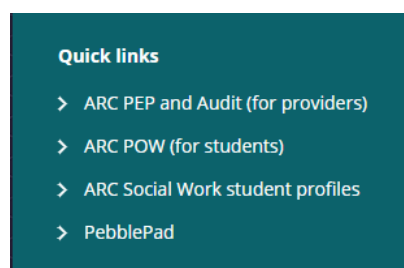 Quick links
ARC PEP and Audit (for providers)
ARC POW (for students)
ARC Social Work student profiles
PebblePad